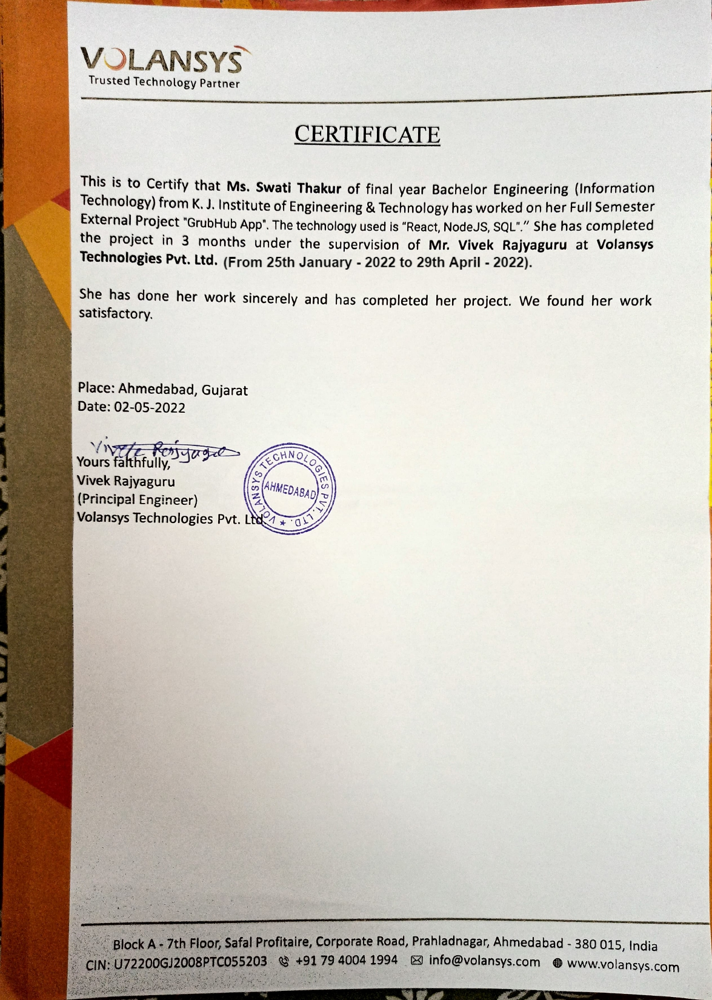 VOLANSYS
Trusted Technology Partner
CERTIFICATE
This is to Certify that Ms. Swati Thakur of final year Bachelor Engineering (Information
Technology) from K. J. Institute of Engineering & Technology has worked on her Full Semester
External Project "GrubHub App". The technology used is “React, NodeJS, SQL".” She has completed
the project in 3 months under the supervision of Mr. Vivek Rajyaguru at Volansys
Technologies Pvt. Ltd. (From 25th January - 2022 to 29th April - 2022).
She has done her work sincerely and has completed her project. We found her work
satisfactory.
Place: Ahmedabad, Gujarat
Date: 02-05-2022
Vivek Rajyagu
Yours faithfully,
Vivek Rajyaguru
(Principal Engineer)
Volansys Technologies Pvt. Ltd.
VOLANSYS TECHNOLOGIES PVT. LTD. ★
AHMEDABAD
Block A - 7th Floor, Safal Profitaire, Corporate Road, Prahladnagar, Ahmedabad - 380 015, India
CIN: U72200GJ2008PTC055203 +91 79 4004 1994 info@volansys.com www.volansys.com